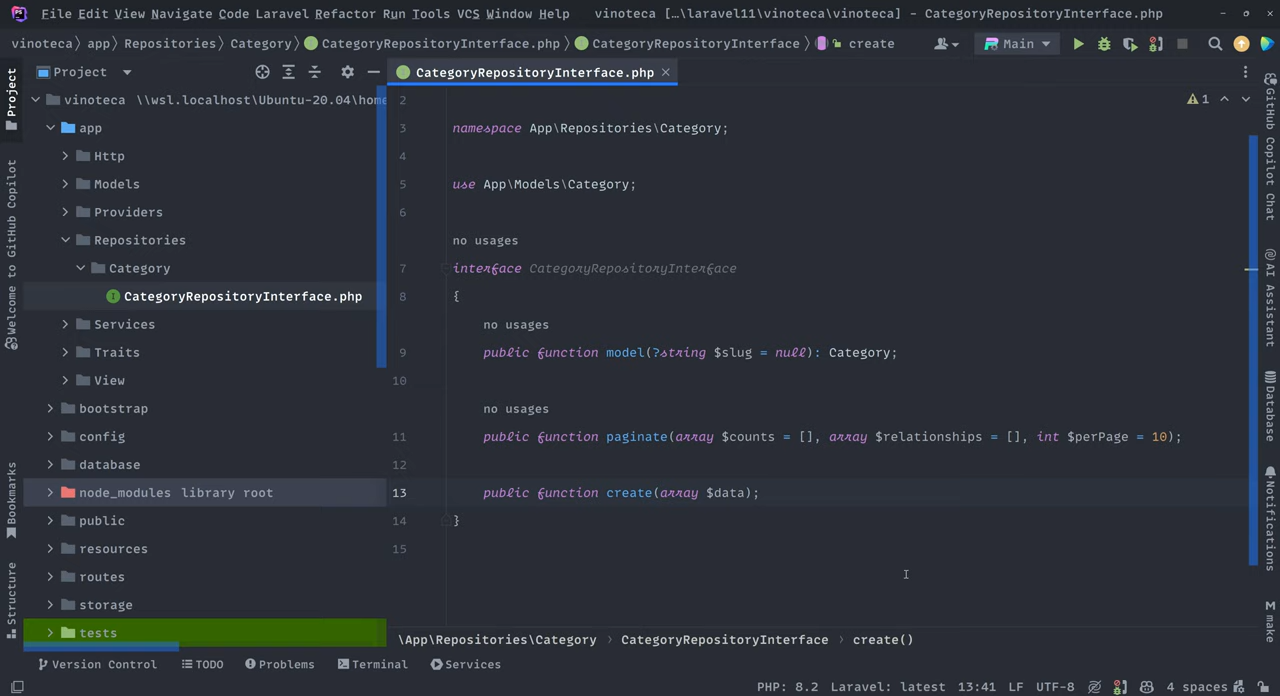 File Edit View Navigate Code Laravel Refactor Run Tools VCS Window Help vinoteca [...\laravel11\vinoteca\vinoteca] - CategoryRepositoryInterface.php
vinoteca app Repositories Category CategoryRepositoryInterface.php CategoryRepositoryInterface create Main
Project
Project
CategoryRepositoryInterface.php
vinoteca \\wsl.localhost\Ubuntu-20.04\home
app
Http
Models
Providers
Repositories
Category
CategoryRepositoryInterface.php
Services
Traits
View
bootstrap
config
database
node_modules library root
public
resources
routes
storage
tests
Welcome to GitHub Copilot
Bookmarks
Structure
1
2
3 namespace App\Repositories\Category;
4
5 use App\Models\Category;
6
no usages
7 interface CategoryRepositoryInterface
8 {
no usages
9 public function model(?string $slug = null): Category;
10
no usages
11 public function paginate(array $counts = [], array $relationships = [], int $perPage = 10);
12
13 public function create(array $data);
14 }
15
GitHub Copilot Chat
AI Assistant
Database
Notifications
make
\App\Repositories\Category CategoryRepositoryInterface create()
Version Control TODO Problems Terminal Services
PHP: 8.2 Laravel: latest 13:41 LF UTF-8 4 spaces